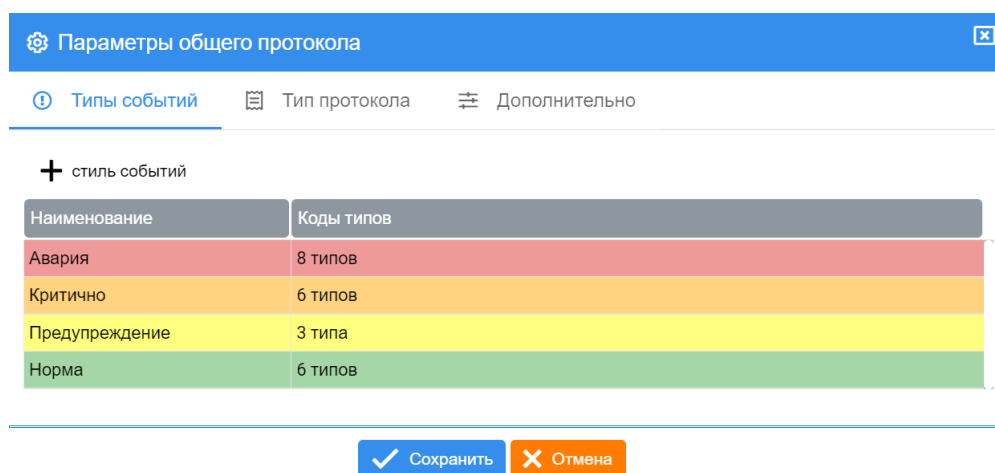 Параметры общего протокола
Типы событий Тип протокола Дополнительно
стиль событий
Наименование Коды типов
Авария 8 типов
Критично 6 типов
Предупреждение 3 типа
Норма 6 типов
Сохранить Отмена